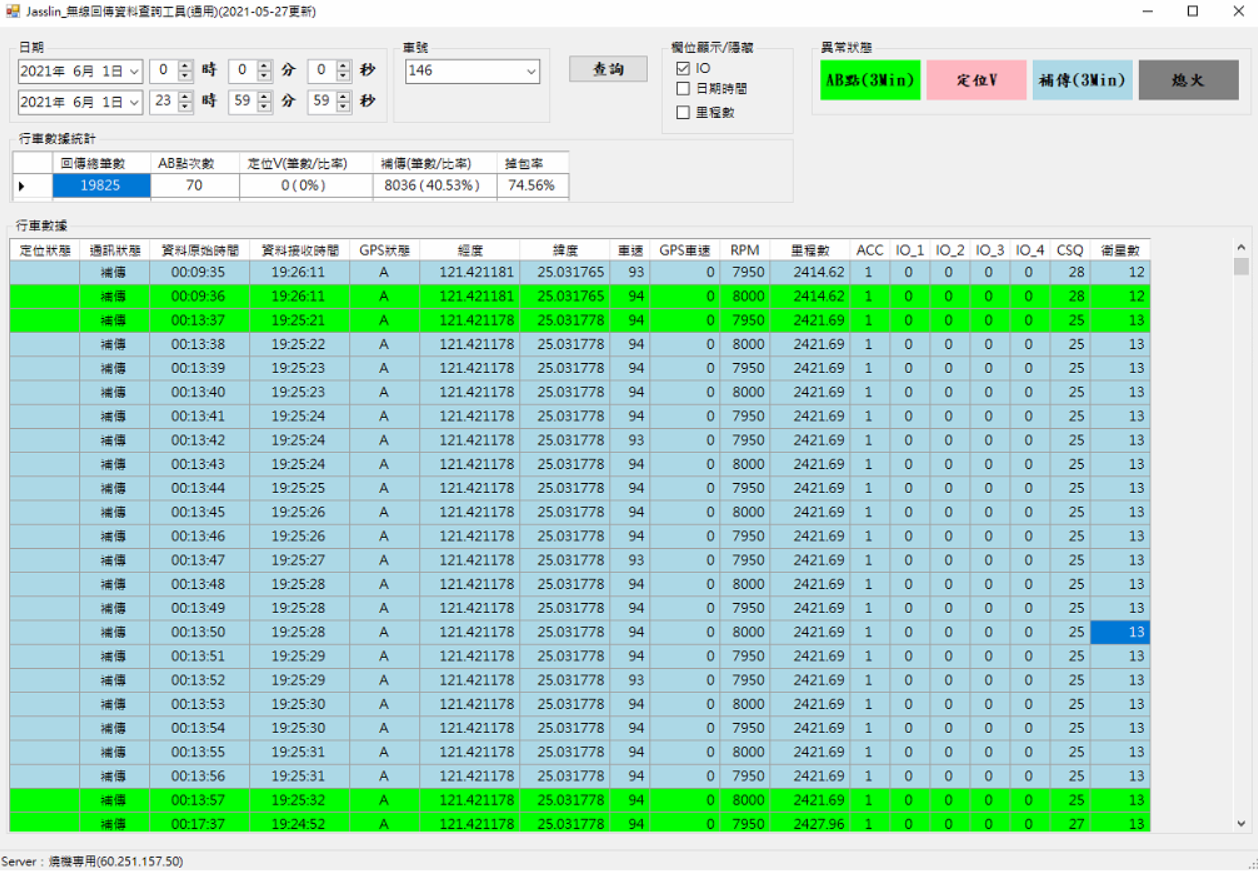 Jasslin_無線回傳資料查詢工具(通用)(2021-05-27更新)
日期
2021年 6月 1日 0 時 0 分 0 秒
2021年 6月 1日 23 時 59 分 59 秒
車號
146
查詢
欄位顯示/隱藏
IO
日期時間
里程數
異常狀態
AB點(3Min) 定位V 補傳(3Min) 熄火
行車數據統計
回傳總筆數 AB點次數 定位V(筆數/比率) 補傳(筆數/比率) 掉包率
19825 70 0(0%) 8036(40.53%) 74.56%
行車數據
定位狀態 通訊狀態 資料原始時間 資料接收時間 GPS狀態 經度 緯度 車速 GPS車速 RPM 里程數 ACC IO_1 IO_2 IO_3 IO_4 CSQ 衛星數
補傳 00:09:35 19:26:11 A 121.421181 25.031765 93 0 7950 2414.62 1 0 0 0 0 28 12
補傳 00:09:36 19:26:11 A 121.421181 25.031765 94 0 8000 2414.62 1 0 0 0 0 28 12
補傳 00:13:37 19:25:21 A 121.421178 25.031778 94 0 7950 2421.69 1 0 0 0 0 25 13
補傳 00:13:38 19:25:22 A 121.421178 25.031778 94 0 8000 2421.69 1 0 0 0 0 25 13
補傳 00:13:39 19:25:23 A 121.421178 25.031778 94 0 7950 2421.69 1 0 0 0 0 25 13
補傳 00:13:40 19:25:23 A 121.421178 25.031778 94 0 8000 2421.69 1 0 0 0 0 25 13
補傳 00:13:41 19:25:24 A 121.421178 25.031778 94 0 7950 2421.69 1 0 0 0 0 25 13
補傳 00:13:42 19:25:24 A 121.421178 25.031778 93 0 7950 2421.69 1 0 0 0 0 25 13
補傳 00:13:43 19:25:24 A 121.421178 25.031778 94 0 8000 2421.69 1 0 0 0 0 25 13
補傳 00:13:44 19:25:25 A 121.421178 25.031778 94 0 7950 2421.69 1 0 0 0 0 25 13
補傳 00:13:45 19:25:26 A 121.421178 25.031778 94 0 8000 2421.69 1 0 0 0 0 25 13
補傳 00:13:46 19:25:26 A 121.421178 25.031778 94 0 7950 2421.69 1 0 0 0 0 25 13
補傳 00:13:47 19:25:27 A 121.421178 25.031778 93 0 7950 2421.69 1 0 0 0 0 25 13
補傳 00:13:48 19:25:28 A 121.421178 25.031778 94 0 8000 2421.69 1 0 0 0 0 25 13
補傳 00:13:49 19:25:28 A 121.421178 25.031778 94 0 7950 2421.69 1 0 0 0 0 25 13
補傳 00:13:50 19:25:28 A 121.421178 25.031778 94 0 8000 2421.69 1 0 0 0 0 25 13
補傳 00:13:51 19:25:29 A 121.421178 25.031778 94 0 7950 2421.69 1 0 0 0 0 25 13
補傳 00:13:52 19:25:29 A 121.421178 25.031778 93 0 7950 2421.69 1 0 0 0 0 25 13
補傳 00:13:53 19:25:30 A 121.421178 25.031778 94 0 8000 2421.69 1 0 0 0 0 25 13
補傳 00:13:54 19:25:30 A 121.421178 25.031778 94 0 7950 2421.69 1 0 0 0 0 25 13
補傳 00:13:55 19:25:31 A 121.421178 25.031778 94 0 8000 2421.69 1 0 0 0 0 25 13
補傳 00:13:56 19:25:31 A 121.421178 25.031778 94 0 7950 2421.69 1 0 0 0 0 25 13
補傳 00:13:57 19:25:32 A 121.421178 25.031778 94 0 8000 2421.69 1 0 0 0 0 25 13
補傳 00:17:37 19:24:52 A 121.421178 25.031778 94 0 7950 2427.96 1 0 0 0 0 27 13
Server：燒機專用(60.251.157.50)